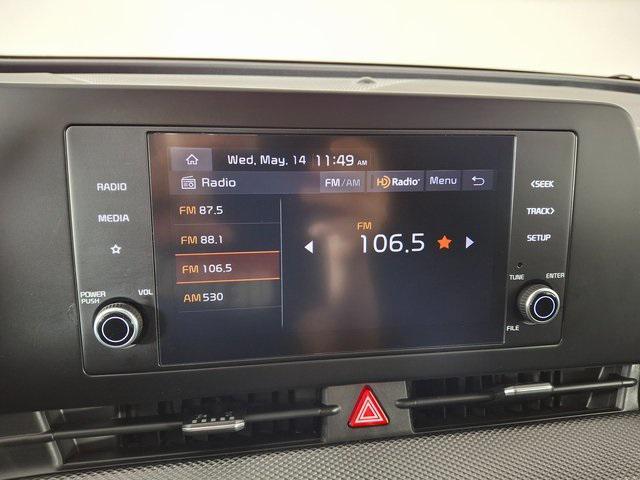 Wed, May. 14 11:49 AM
Radio FM/AM HD Radio Menu
FM 87.5
FM 88.1
FM 106.5
AM 530
FM
106.5
RADIO
MEDIA
POWER
PUSH
VOL
<SEEK
TRACK>
SETUP
TUNE
ENTER
FILE